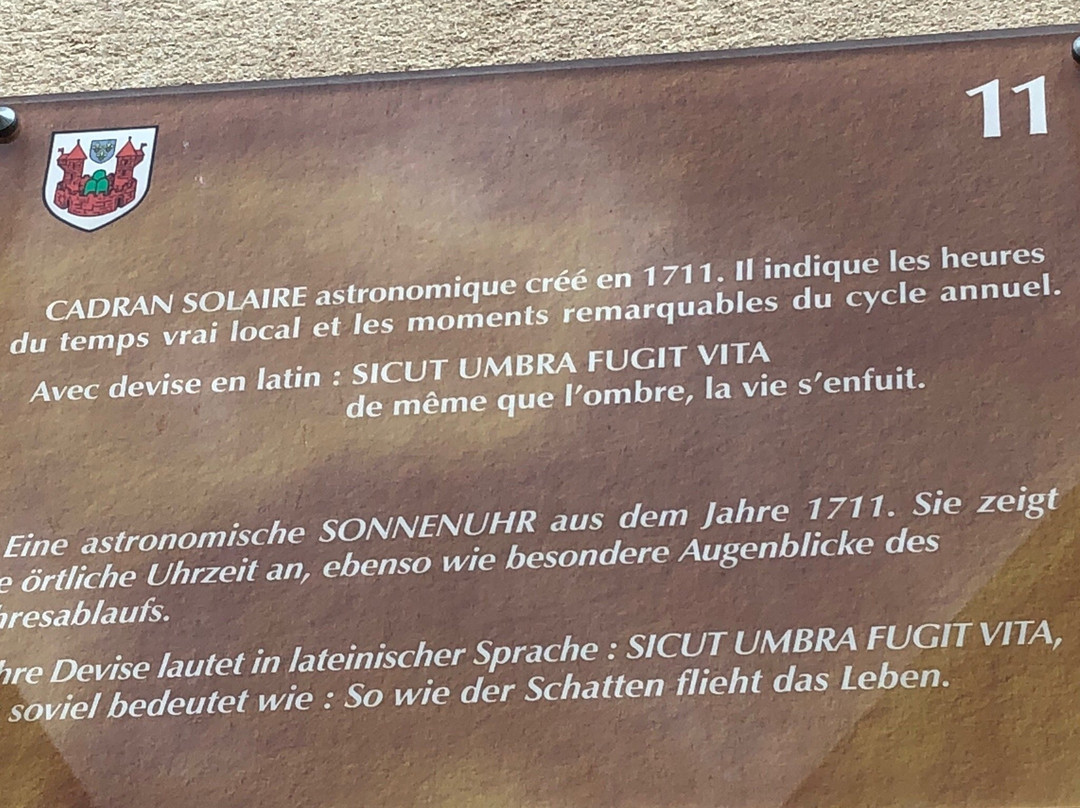 11
CADRAN SOLAIRE astronomique créé en 1711. Il indique les heures
du temps vrai local et les moments remarquables du cycle annuel.
Avec devise en latin : SICUT UMBRA FUGIT VITA
de même que l'ombre, la vie s'enfuit.
Eine astronomische SONNENUHR aus dem Jahre 1711. Sie zeigt
e örtliche Uhrzeit an, ebenso wie besondere Augenblicke des
hresablaufs.
hre Devise lautet in lateinischer Sprache : SICUT UMBRA FUGIT VITA,
soviel bedeutet wie : So wie der Schatten flieht das Leben.